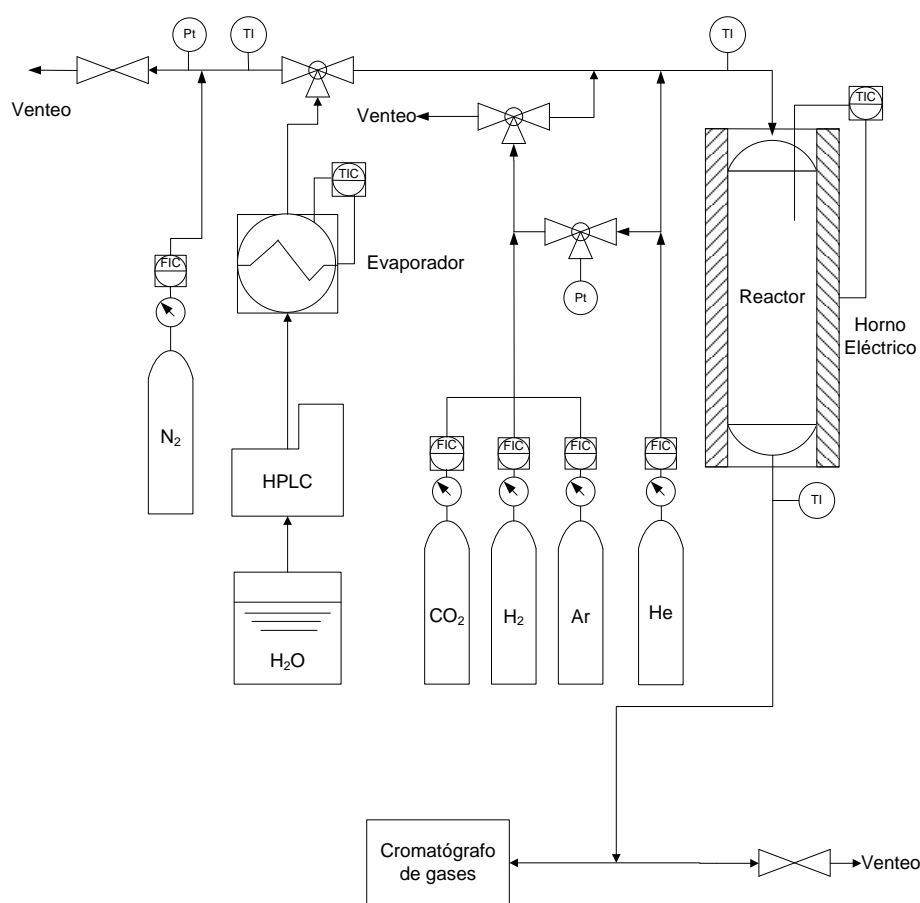 Pt
TI
TI
Venteo
Venteo
TIC
TIC
Evaporador
FIC
Pt
Reactor
Horno
Eléctrico
N₂
HPLC
FIC
FIC
FIC
FIC
TI
H₂O
CO₂
H₂
Ar
He
Cromatógrafo
de gases
Venteo